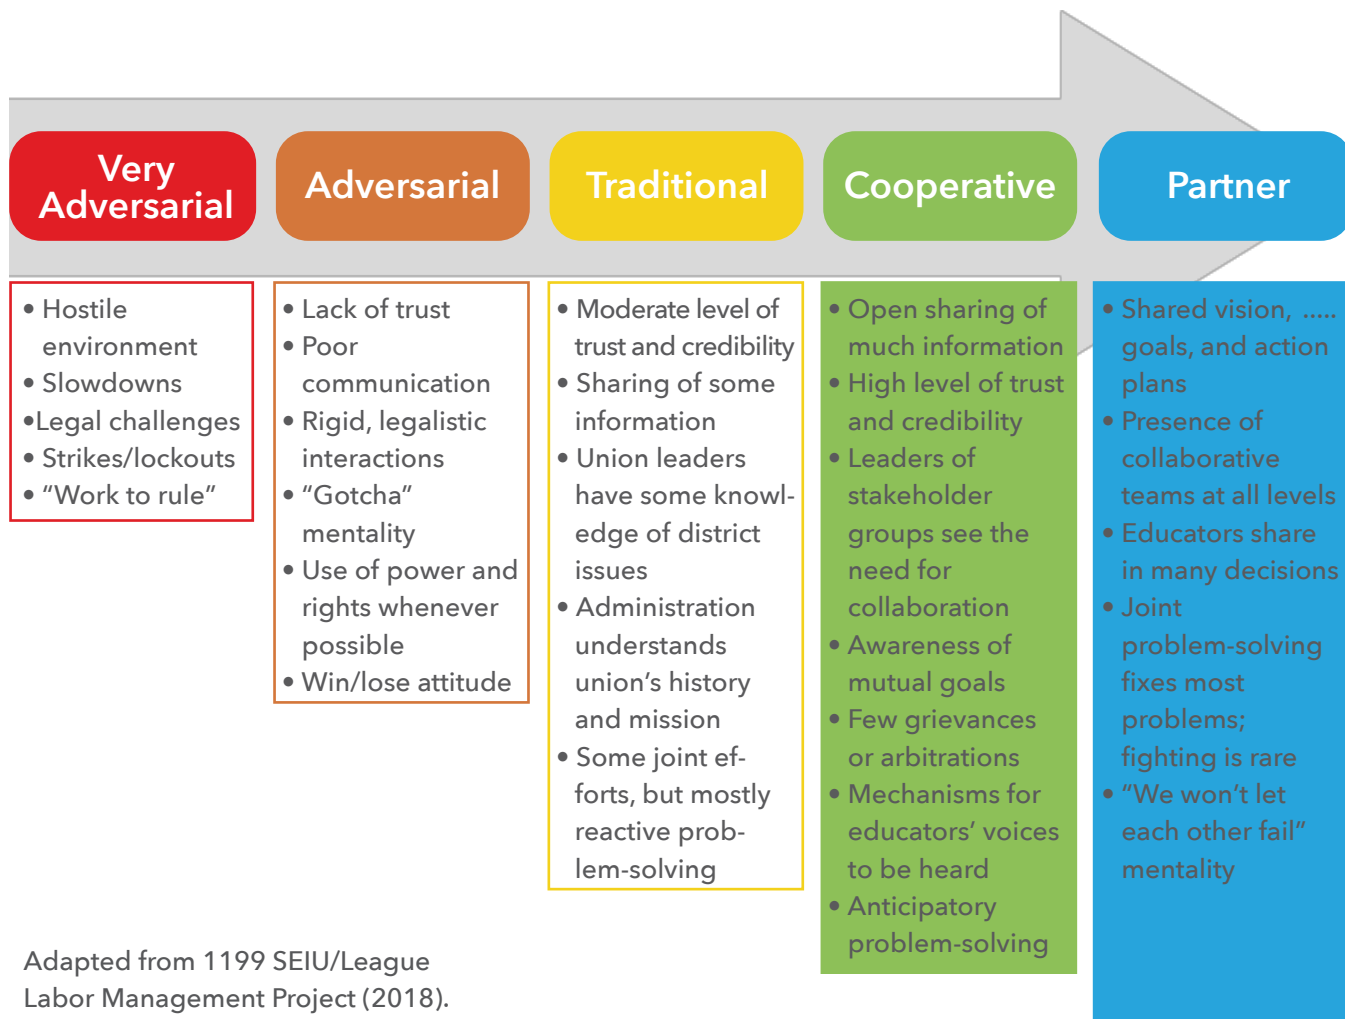 Very
Adversarial
Adversarial
Traditional
Cooperative
Partner
• Hostile
environment
• Slowdowns
•Legal challenges
• Strikes/lockouts
• “Work to rule”
• Lack of trust
• Poor
communication
• Rigid, legalistic
interactions
• “Gotcha”
mentality
• Use of power and
rights whenever
possible
• Win/lose attitude
• Moderate level of
trust and credibility
• Sharing of some
information
• Union leaders
have some knowl-
edge of district
issues
• Administration
understands
union’s history
and mission
• Some joint ef-
forts, but mostly
reactive prob-
lem-solving
• Open sharing of
much information
• High level of trust
and credibility
• Leaders of
stakeholder
groups see the
need for
collaboration
• Awareness of
mutual goals
• Few grievances
or arbitrations
• Mechanisms for
educators’ voices
to be heard
• Anticipatory
problem-solving
• Shared vision, .....
goals, and action
plans
• Presence of
collaborative
teams at all levels
• Educators share
in many decisions
• Joint
problem-solving
fixes most
problems;
fighting is rare
• “We won’t let
each other fail”
mentality
Adapted from 1199 SEIU/League
Labor Management Project (2018).